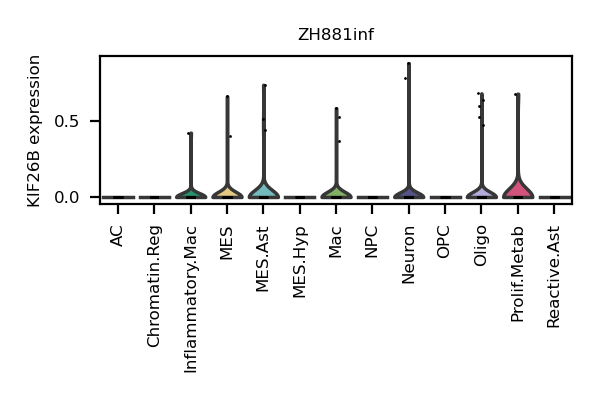 ZH881inf
KIF26B expression
0.5
0.0
AC
Chromatin.Reg
Inflammatory.Mac
MES
MES.Ast
MES.Hyp
Mac
NPC
Neuron
OPC
Oligo
Prolif.Metab
Reactive.Ast